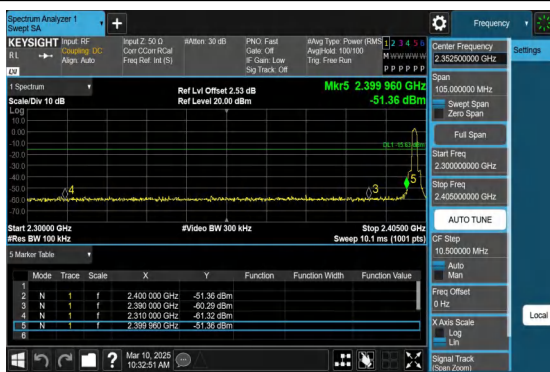 Spectrum Analyzer 1
Swept SA
Frequency
KEYSIGHT Input: RF Input Z: 50 Ω #Atten: 30 dB PNO: Fast #Avg Type: Power (RMS) 1 2 3 4 5 6
RL Coupling: DC Corr CCorr RCal Gate: Off Avg|Hold: 100/100 M W W W W W
Align: Auto Freq Ref: Int (S) IF Gain: Low Trig: Free Run
LXI Sig Track: Off P P P P P P
1 Spectrum Ref Lvl Offset 2.53 dB Mkr5 2.399 960 GHz
Scale/Div 10 dB Ref Level 20.00 dBm -51.36 dBm
Log
10.0
0.00
-10.0
DL1 -15.63 dBm
-20.0
-30.0
-40.0
-50.0
-60.0
-70.0
4
3
5
Start 2.30000 GHz #Video BW 300 kHz Stop 2.40500 GHz
#Res BW 100 kHz Sweep 10.1 ms (1001 pts)
5 Marker Table
Mode Trace Scale X Y Function Function Width Function Value
1
2 N 1 f 2.400 000 GHz -51.36 dBm
3 N 1 f 2.390 000 GHz -60.29 dBm
4 N 1 f 2.310 000 GHz -61.32 dBm
5 N 1 f 2.399 960 GHz -51.36 dBm
6
Mar 10, 2025
10:32:51 AM
Center Frequency
2.352500000 GHz
Settings
Span
105.000000 MHz
Swept Span
Zero Span
Full Span
Start Freq
2.300000000 GHz
Stop Freq
2.405000000 GHz
AUTO TUNE
CF Step
10.500000 MHz
Auto
Man
Freq Offset
0 Hz
Local
X Axis Scale
Log
Lin
Signal Track
(Span Zoom)